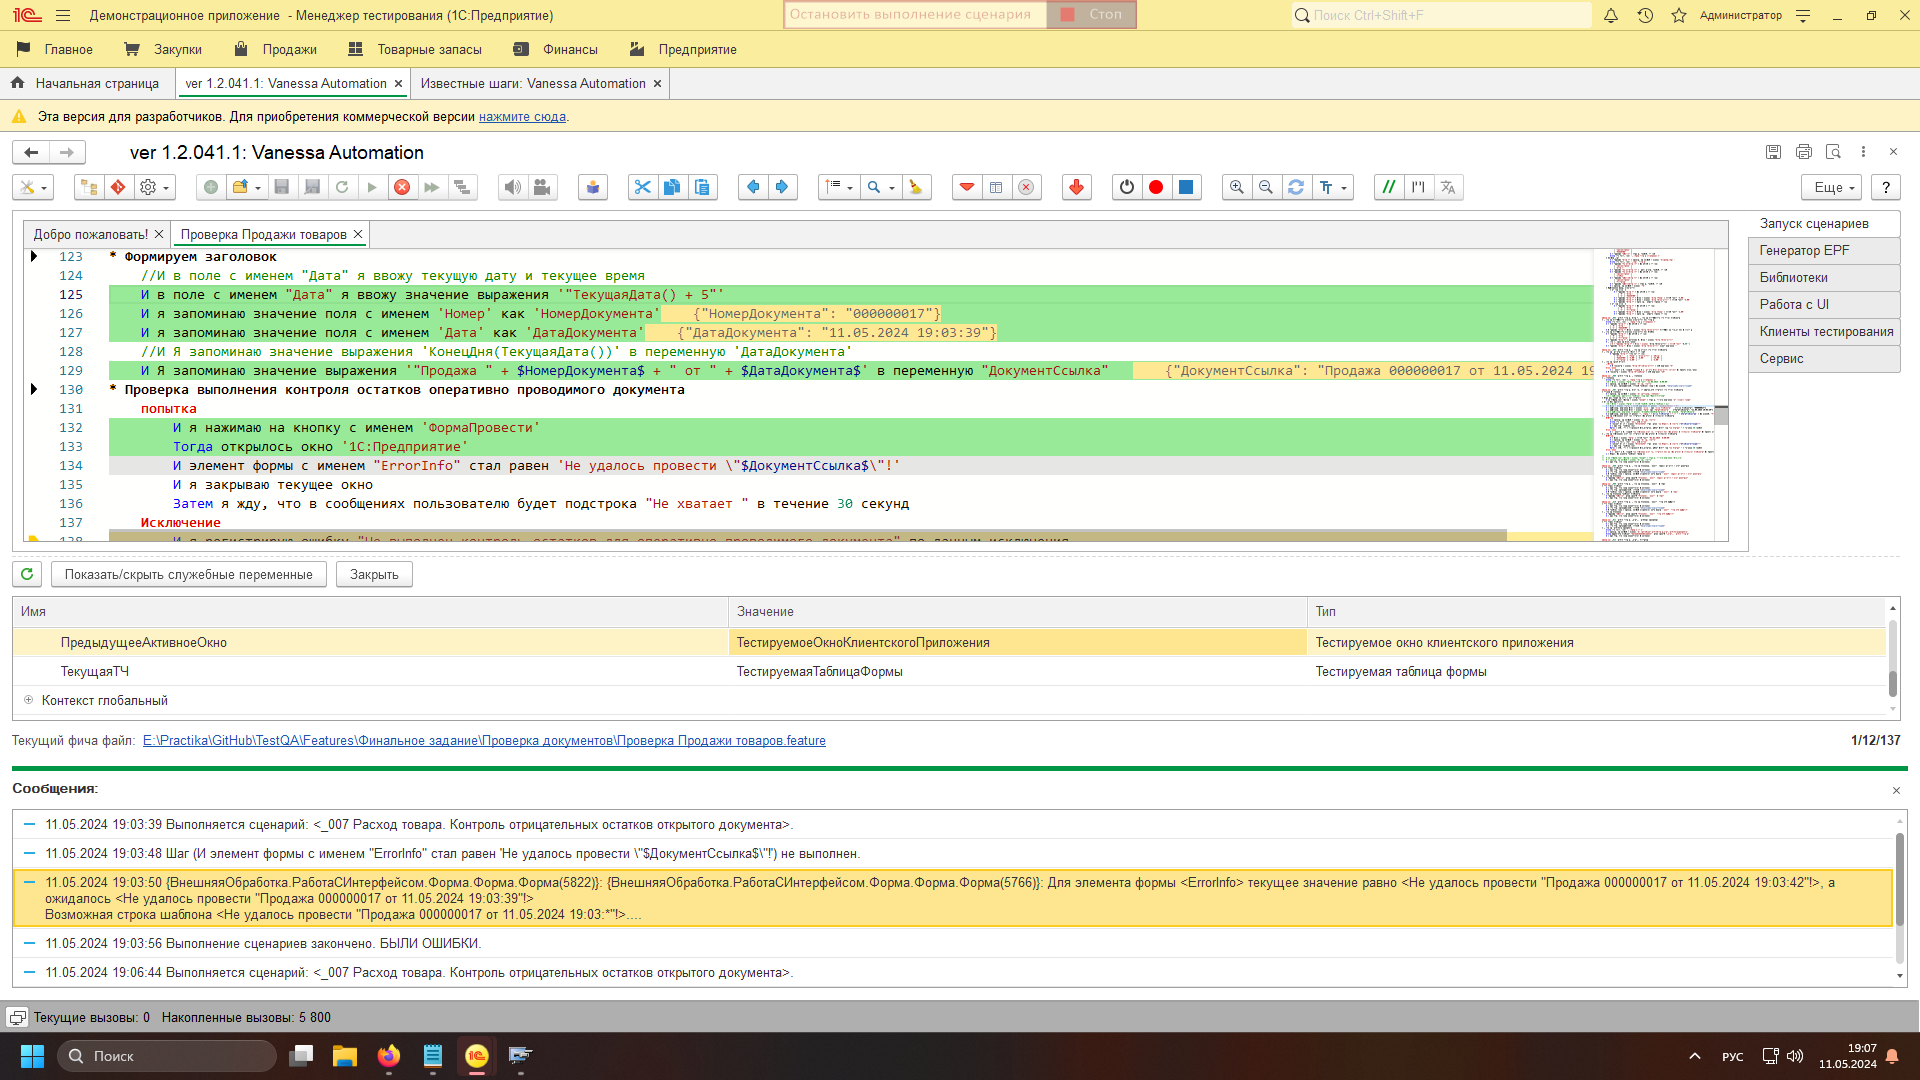 Демонстрационное приложение - Менеджер тестирования (1С:Предприятие)
Остановить выполнение сценария
Стоп
Поиск Ctrl+Shift+F
Администратор
Главное
Закупки
Продажи
Товарные запасы
Финансы
Предприятие
Начальная страница
ver 1.2.041.1: Vanessa Automation
Известные шаги: Vanessa Automation
Эта версия для разработчиков. Для приобретения коммерческой версии нажмите сюда.
ver 1.2.041.1: Vanessa Automation
Еще
?
Добро пожаловать!
Проверка Продажи товаров
Запуск сценариев
Генератор EPF
Библиотеки
Работа с UI
Клиенты тестирования
Сервис
123 * Формируем заголовок
124 //И в поле с именем "Дата" я ввожу текущую дату и текущее время
125 И в поле с именем "Дата" я ввожу значение выражения '"ТекущаяДата() + 5"'
126 И я запоминаю значение поля с именем 'Номер' как 'НомерДокумента' {"НомерДокумента": "000000017"}
127 И я запоминаю значение поля с именем 'Дата' как 'ДатаДокумента' {"ДатаДокумента": "11.05.2024 19:03:39"}
128 //И Я запоминаю значение выражения 'КонецДня(ТекущаяДата())' в переменную 'ДатаДокумента'
129 И Я запоминаю значение выражения '"Продажа " + $НомерДокумента$ + " от " + $ДатаДокумента$' в переменную "ДокументСсылка" {"ДокументСсылка": "Продажа 000000017 от 11.05.2024 19
130 * Проверка выполнения контроля остатков оперативно проводимого документа
131 попытка
132 И я нажимаю на кнопку с именем 'ФормаПровести'
133 Тогда открылось окно '1С:Предприятие'
134 И элемент формы с именем "ErrorInfo" стал равен 'Не удалось провести \"$ДокументСсылка$\"!'
135 И я закрываю текущее окно
136 Затем я жду, что в сообщениях пользователю будет подстрока "Не хватает " в течение 30 секунд
137 Исключение
138 И я регистрирую ошибку "Не выполнен контроль остатков для оперативно проводимого документа" по данным исключения
Показать/скрыть служебные переменные
Закрыть
Имя Значение Тип
ПредыдущееАктивноеОкно ТестируемоеОкноКлиентскогоПриложения Тестируемое окно клиентского приложения
ТекущаяТЧ ТестируемаяТаблицаФормы Тестируемая таблица формы
Контекст глобальный
Текущий фича файл: E:\Practika\GitHub\TestQA\Features\Финальное задание\Проверка документов\Проверка Продажи товаров.feature
1/12/137
Сообщения:
11.05.2024 19:03:39 Выполняется сценарий: <_007 Расход товара. Контроль отрицательных остатков открытого документа>.
11.05.2024 19:03:48 Шаг (И элемент формы с именем "ErrorInfo" стал равен 'Не удалось провести \"$ДокументСсылка$\"!') не выполнен.
11.05.2024 19:03:50 {ВнешняяОбработка.РаботаСИнтерфейсом.Форма.Форма.Форма(5822)}: {ВнешняяОбработка.РаботаСИнтерфейсом.Форма.Форма.Форма(5766)}: Для элемента формы <ErrorInfo> текущее значение равно <Не удалось провести "Продажа 000000017 от 11.05.2024 19:03:42"!>, а
ожидалось <Не удалось провести "Продажа 000000017 от 11.05.2024 19:03:39"!>
Возможная строка шаблона <Не удалось провести "Продажа 000000017 от 11.05.2024 19:03:*"!>....
11.05.2024 19:03:56 Выполнение сценариев закончено. БЫЛИ ОШИБКИ.
11.05.2024 19:06:44 Выполняется сценарий: <_007 Расход товара. Контроль отрицательных остатков открытого документа>.
Текущие вызовы: 0 Накопленные вызовы: 5 800
Поиск
РУС
19:07
11.05.2024